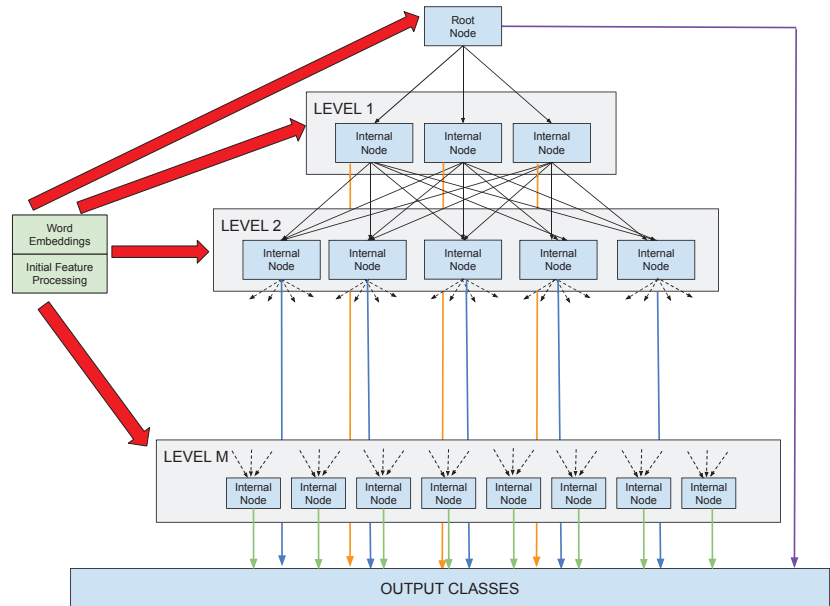 Root
Node
LEVEL 1
Internal
Node
Internal
Node
Internal
Node
Word
Embeddings
Initial Feature
Processing
LEVEL 2
Internal
Node
Internal
Node
Internal
Node
Internal
Node
Internal
Node
LEVEL M
Internal
Node
Internal
Node
Internal
Node
Internal
Node
Internal
Node
Internal
Node
Internal
Node
Internal
Node
OUTPUT CLASSES